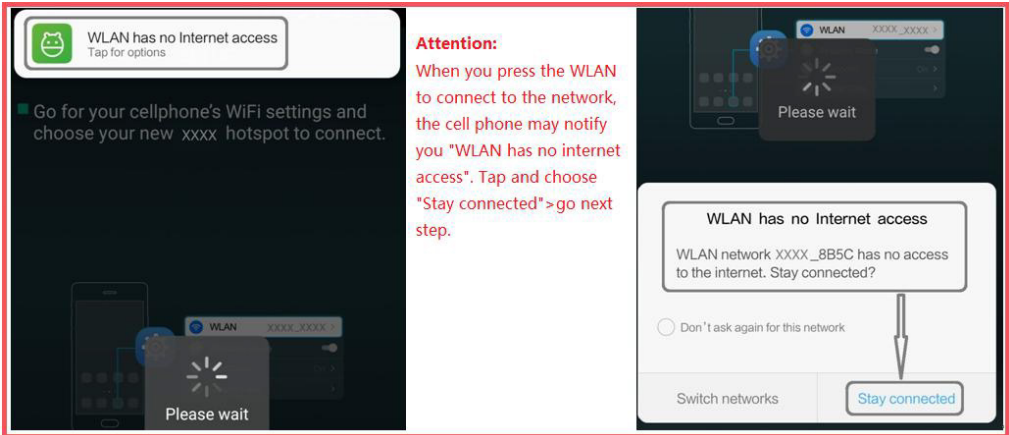 WLAN has no Internet access
Tap for options
Go for your cellphone's WiFi settings and
choose your new xxxx hotspot to connect.
WLAN XXXX_XXXX >
Please wait
Attention:
When you press the WLAN
to connect to the network,
the cell phone may notify
you "WLAN has no internet
access". Tap and choose
"Stay connected">go next
step.
WLAN XXXX_XXXX >
Please wait
WLAN has no Internet access
WLAN network XXXX_8B5C has no access
to the internet. Stay connected?
Don't ask again for this network
Switch networks
Stay connected